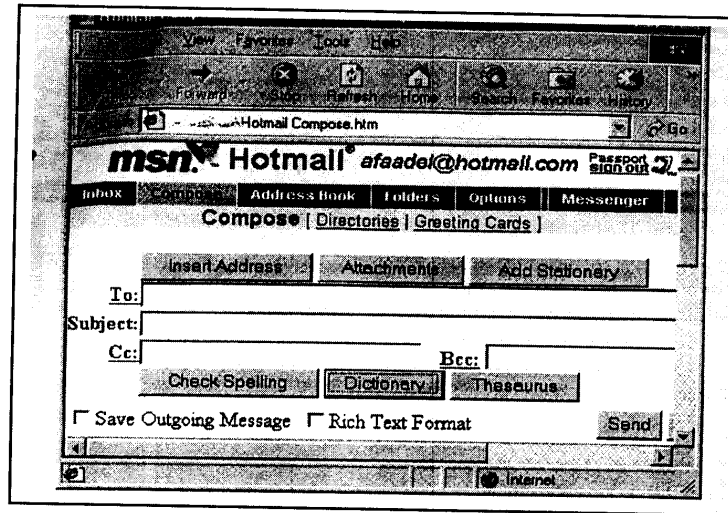 View Favorites Tools Help
Forward Stop Refresh Home Search Favorites History
Hotmail Compose.htm Go
msn. Hotmail® afaadel@hotmail.com Passport sign out
Inbox Compose Address Book Folders Options Messenger
Compose [ Directories | Greeting Cards ]
Insert Address Attachments Add Stationery
To:
Subject:
Cc: Bcc:
Check Spelling Dictionary Thesaurus
Save Outgoing Message Rich Text Format Send
Internet